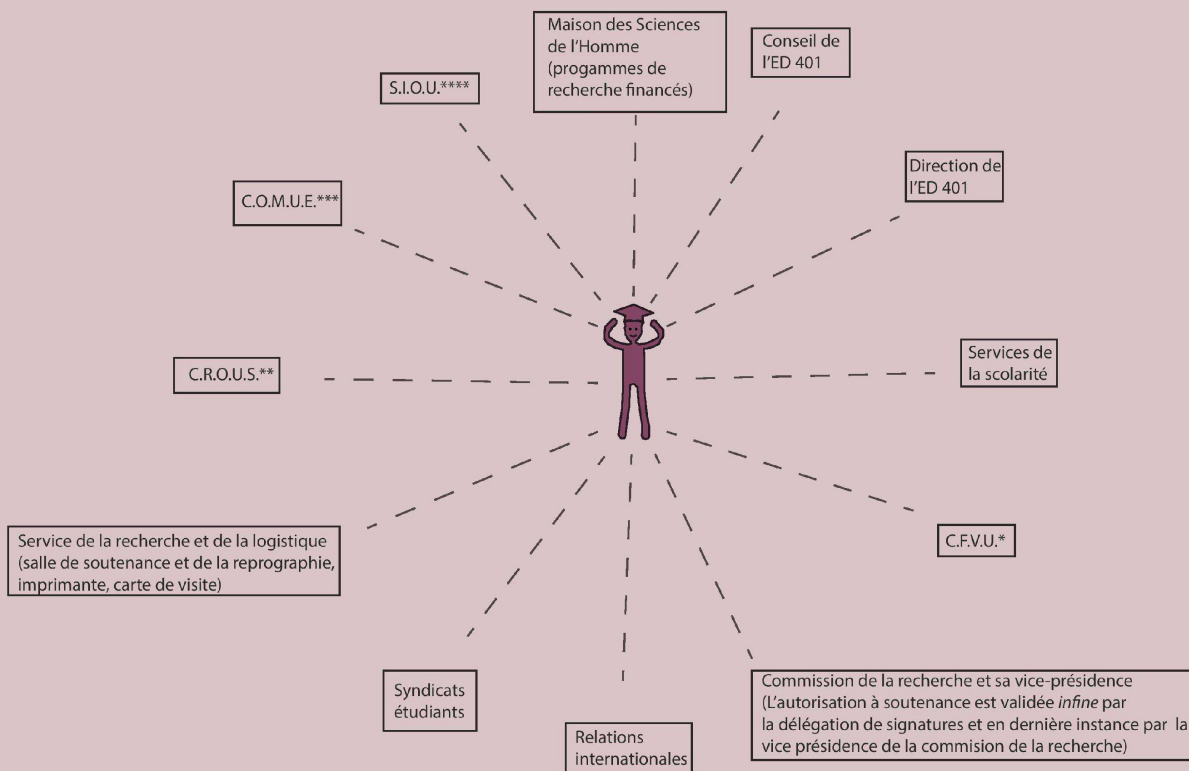 Maison des Sciences
de l'Homme
(progammes de
recherche financés)
Conseil de
l'ED 401
S.I.O.U.****
Direction de
l'ED 401
C.O.M.U.E.***
Services de
la scolarité
C.R.O.U.S.**
C.F.V.U.*
Service de la recherche et de la logistique
(salle de soutenance et de la reprographie,
imprimante, carte de visite)
Syndicats
étudiants
Relations
internationales
Commission de la recherche et sa vice-présidence
(L'autorisation à soutenance est validée infine par
la délégation de signatures et en dernière instance par la
vice présidence de la commision de la recherche)